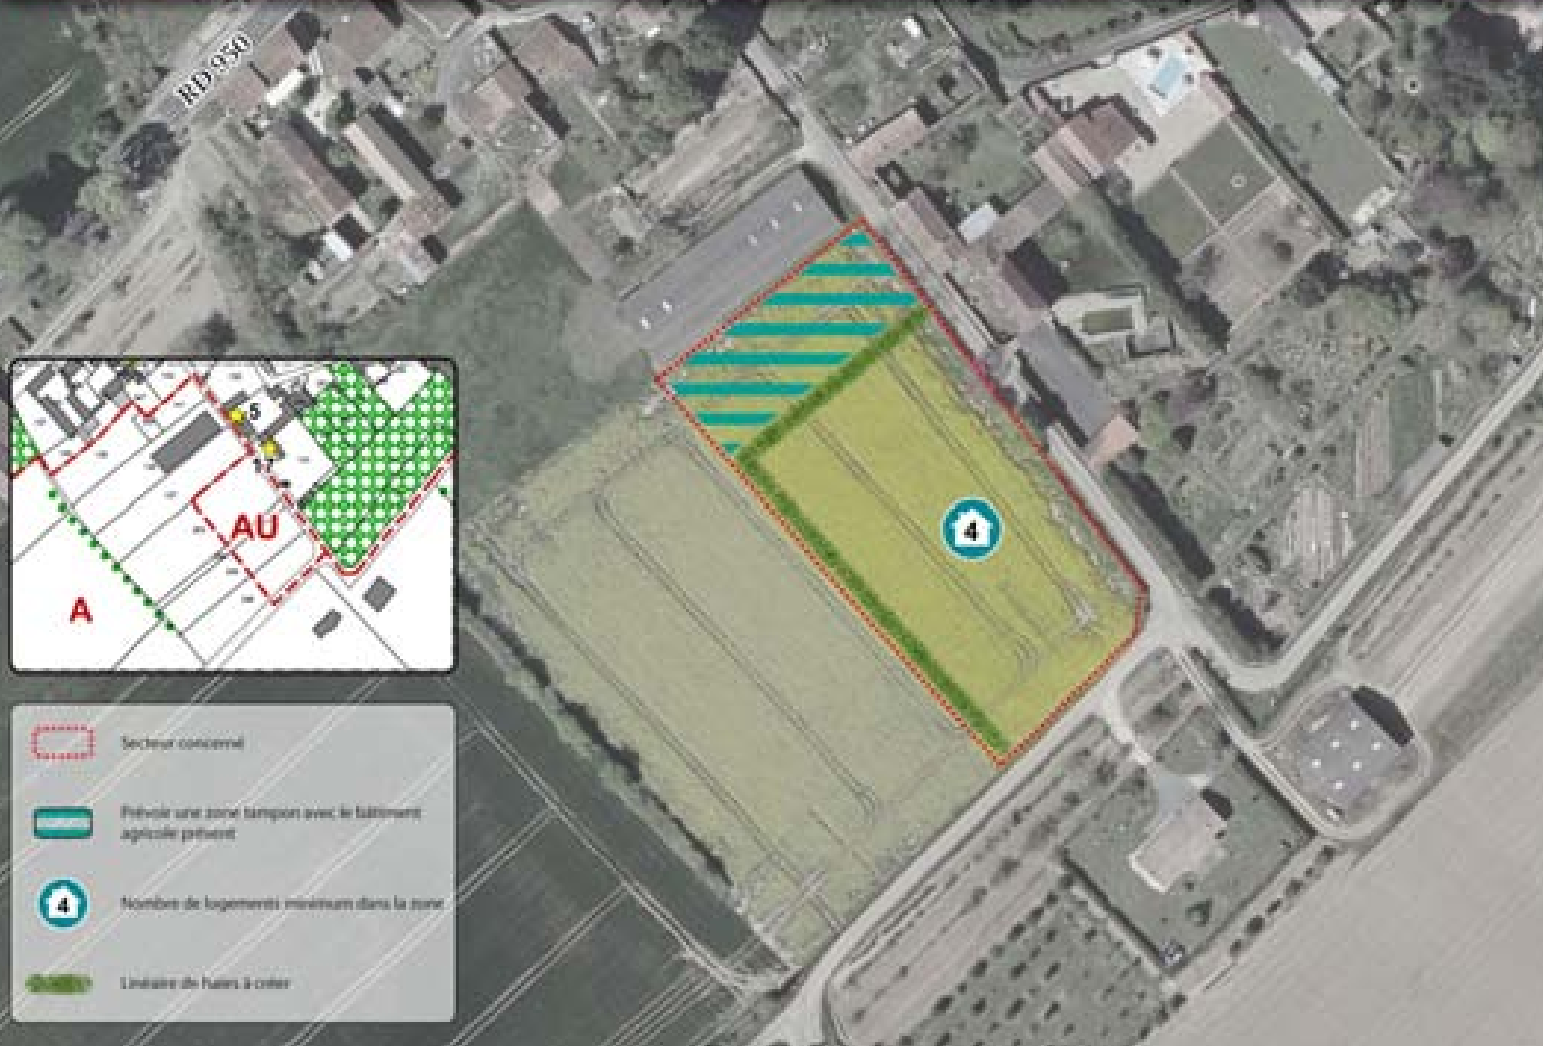 RD 950
5
AU
A
4
Secteur concerné
Prévoir une zone tampon avec le bâtiment
agricole présent
4
Nombre de logements minimum dans la zone
Linéaire de haies à créer